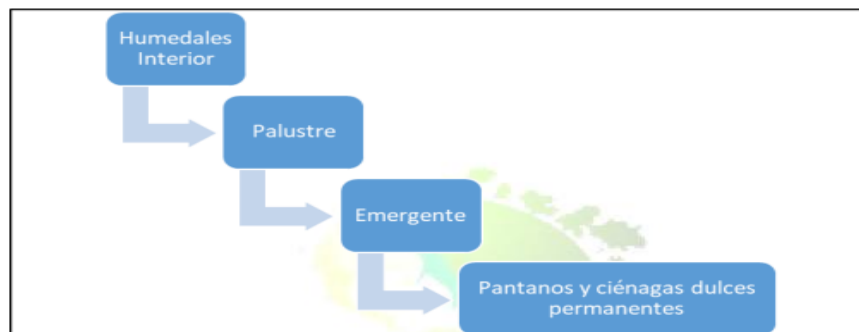 Humedales
Interior
Palustre
Emergente
Pantanos y ciénagas dulces
permanentes